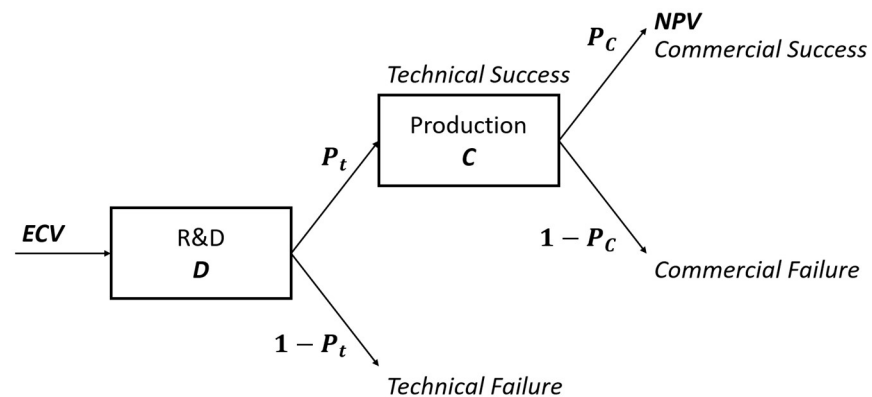 NPV
P_C
Commercial Success
Technical Success
Production
C
P_t
ECV
R&D
D
1 − P_C
Commercial Failure
1 − P_t
Technical Failure